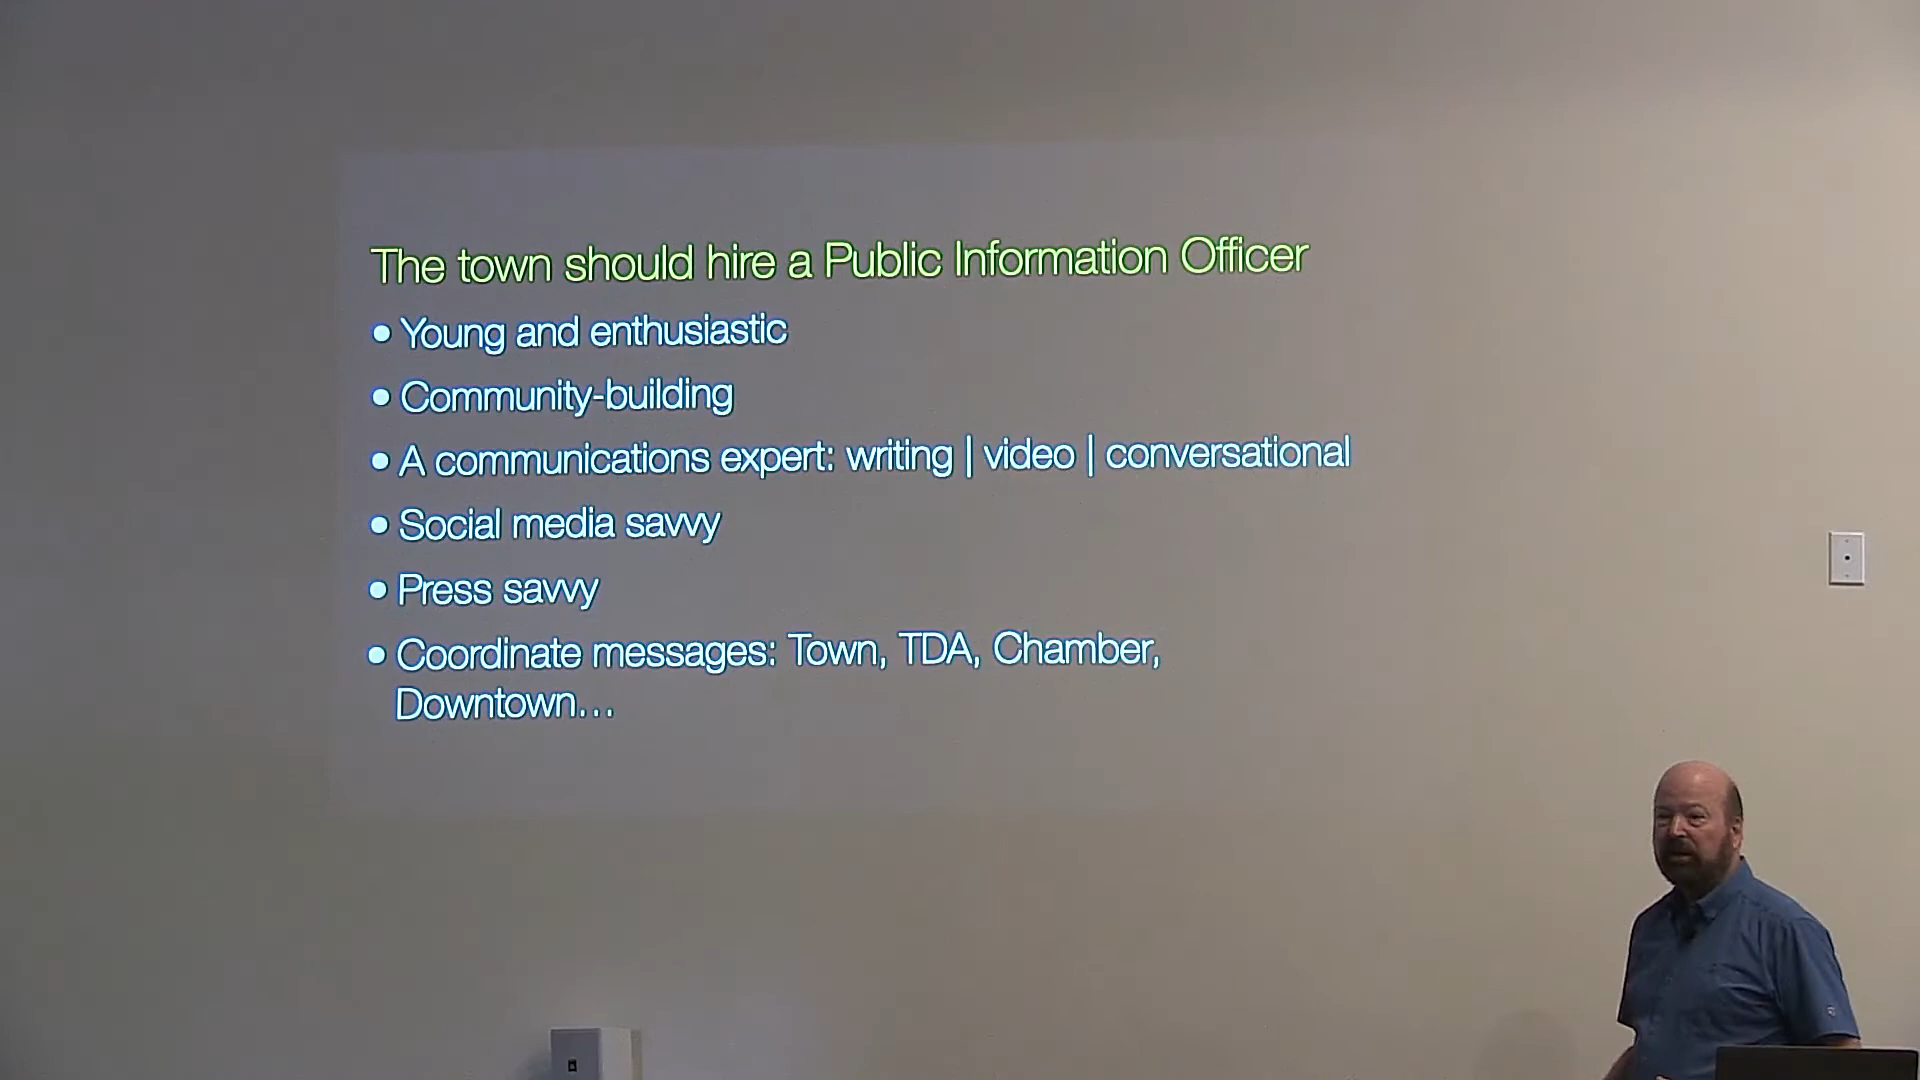 The town should hire a Public Information Officer
• Young and enthusiastic
• Community-building
• A communications expert: writing | video | conversational
• Social media savvy
• Press savvy
• Coordinate messages: Town, TDA, Chamber,
Downtown…